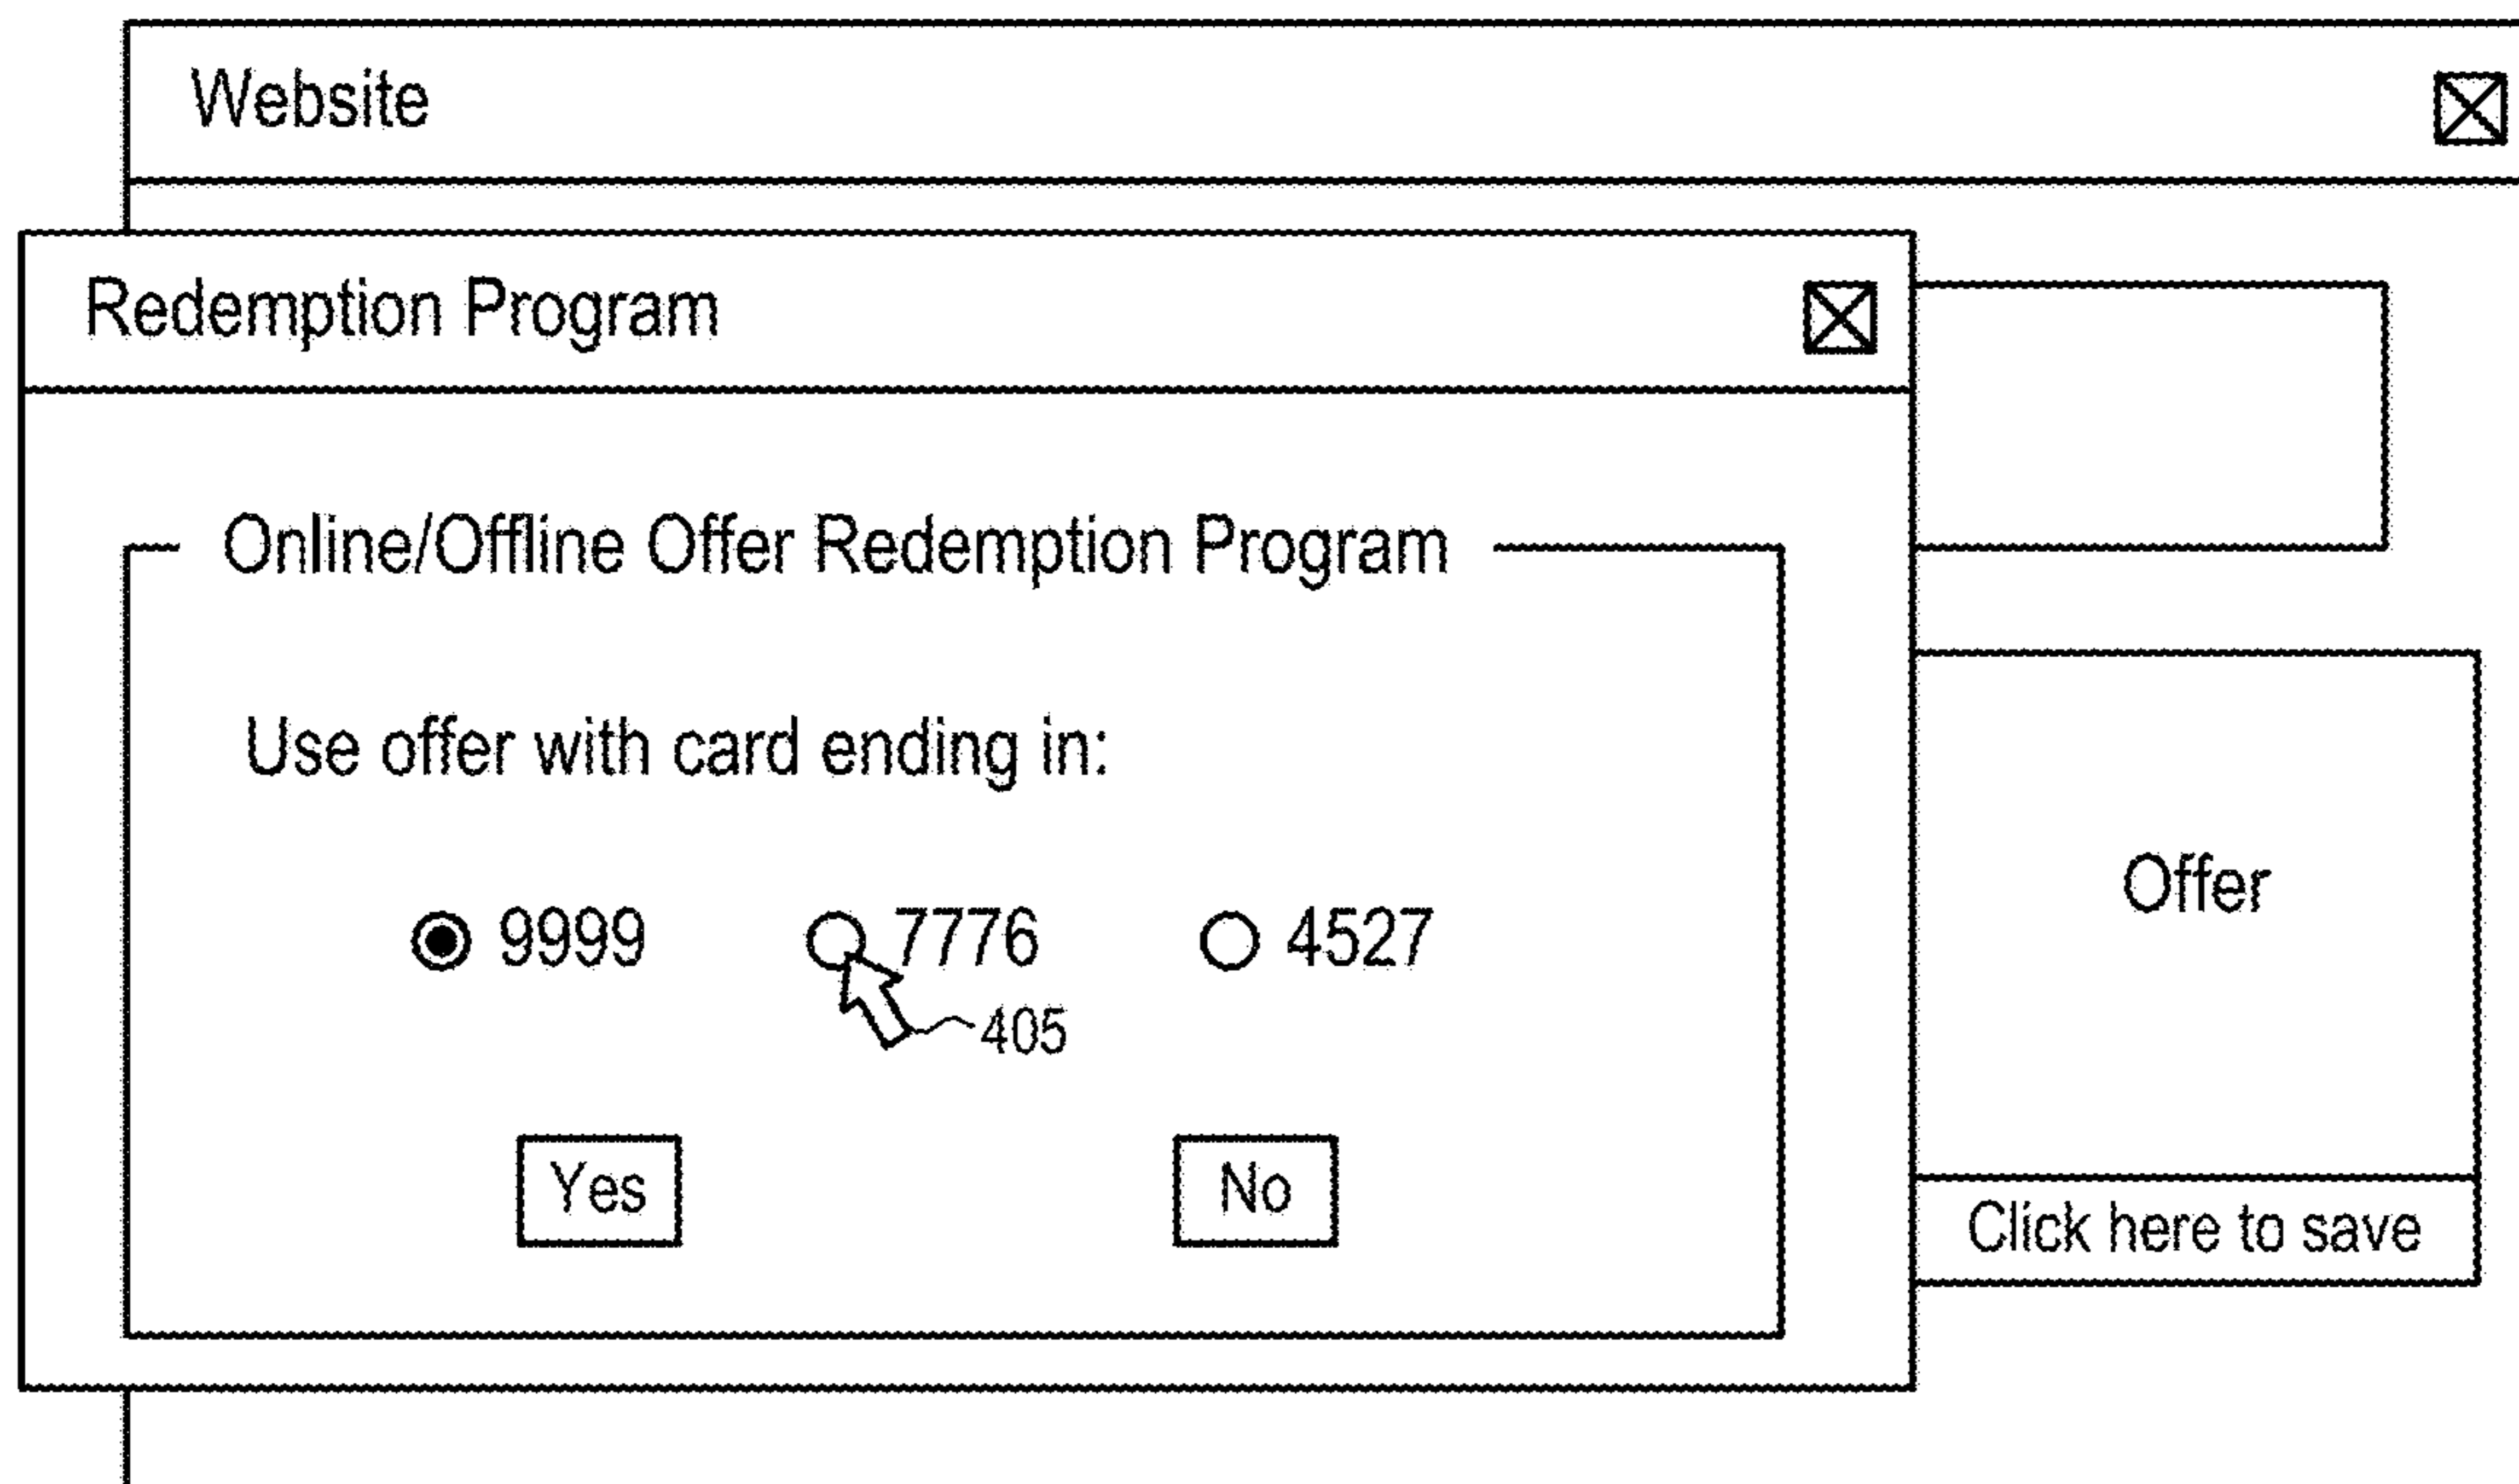 Website
Redemption Program
Online/Offline Offer Redemption Program
Use offer with card ending in:
9999 7776 4527
405
Yes No
Offer
Click here to save